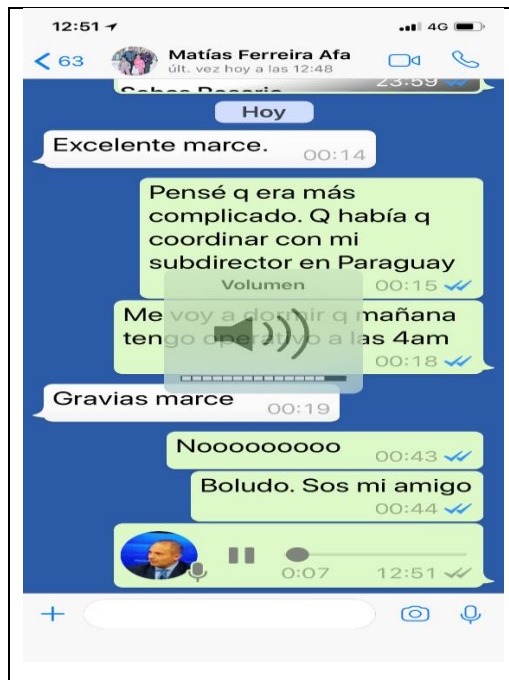 12:51
4G
63
Matías Ferreira Afa
últ. vez hoy a las 12:48
23:59
Hoy
Excelente marce.
00:14
Pensé q era más
complicado. Q había q
coordinar con mi
subdirector en Paraguay
00:15
Volumen
Me voy a dormir q mañana
tengo operativo a las 4am
00:18
Gravias marce
00:19
Nooooooooo
00:43
Boludo. Sos mi amigo
00:44
0:07
12:51